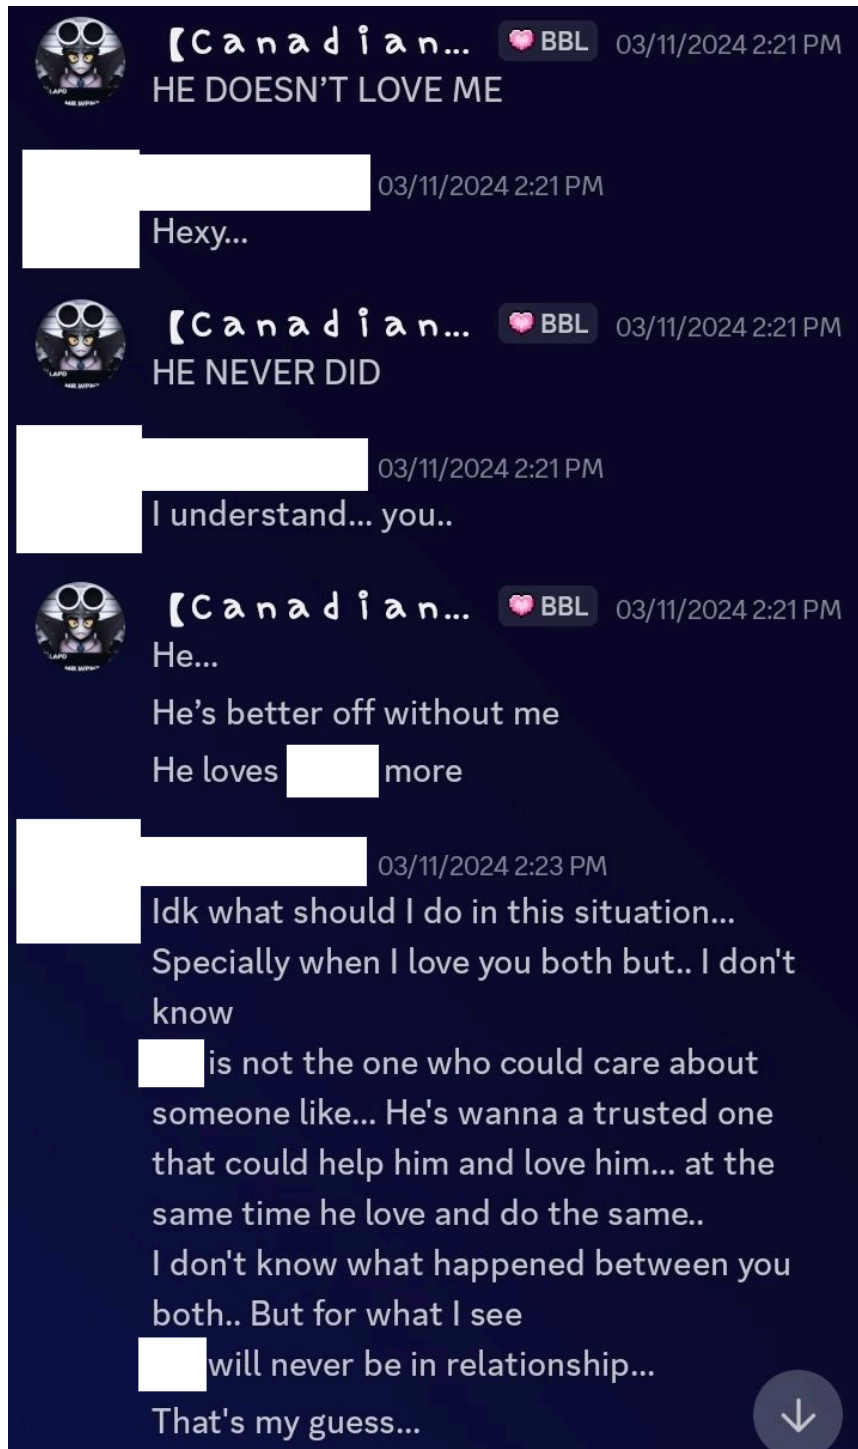 【C a n a d i a n... BBL 03/11/2024 2:21 PM
HE DOESN’T LOVE ME
03/11/2024 2:21 PM
Hexy...
【C a n a d i a n... BBL 03/11/2024 2:21 PM
HE NEVER DID
03/11/2024 2:21 PM
I understand... you..
【C a n a d i a n... BBL 03/11/2024 2:21 PM
He...
He’s better off without me
He loves more
03/11/2024 2:23 PM
Idk what should I do in this situation...
Specially when I love you both but.. I don't
know
is not the one who could care about
someone like... He's wanna a trusted one
that could help him and love him... at the
same time he love and do the same..
I don't know what happened between you
both.. But for what I see
will never be in relationship...
That's my guess...